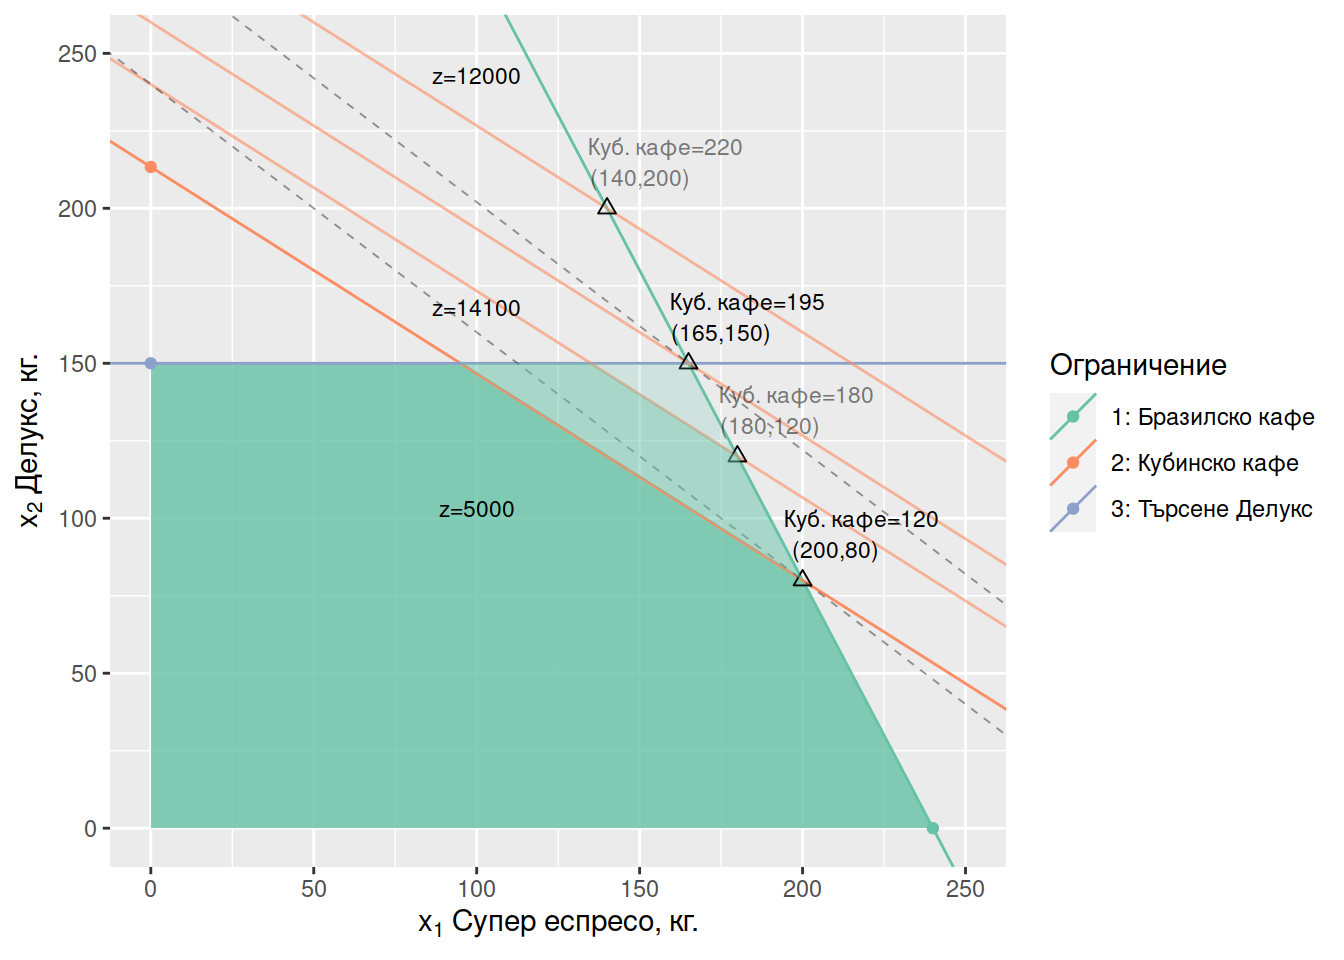 x2 Делукс, кг.
250
200
150
100
50
0
z=12000
Куб. кафе=220
(140,200)
z=14100
Куб. кафе=195
(165,150)
Куб. кафе=180
(180,120)
z=5000
Куб. кафе=120
(200,80)
0
50
100
150
200
250
x1 Супер еспресо, кг.
Ограничение
1: Бразилско кафе
2: Кубинско кафе
3: Търсене Делукс